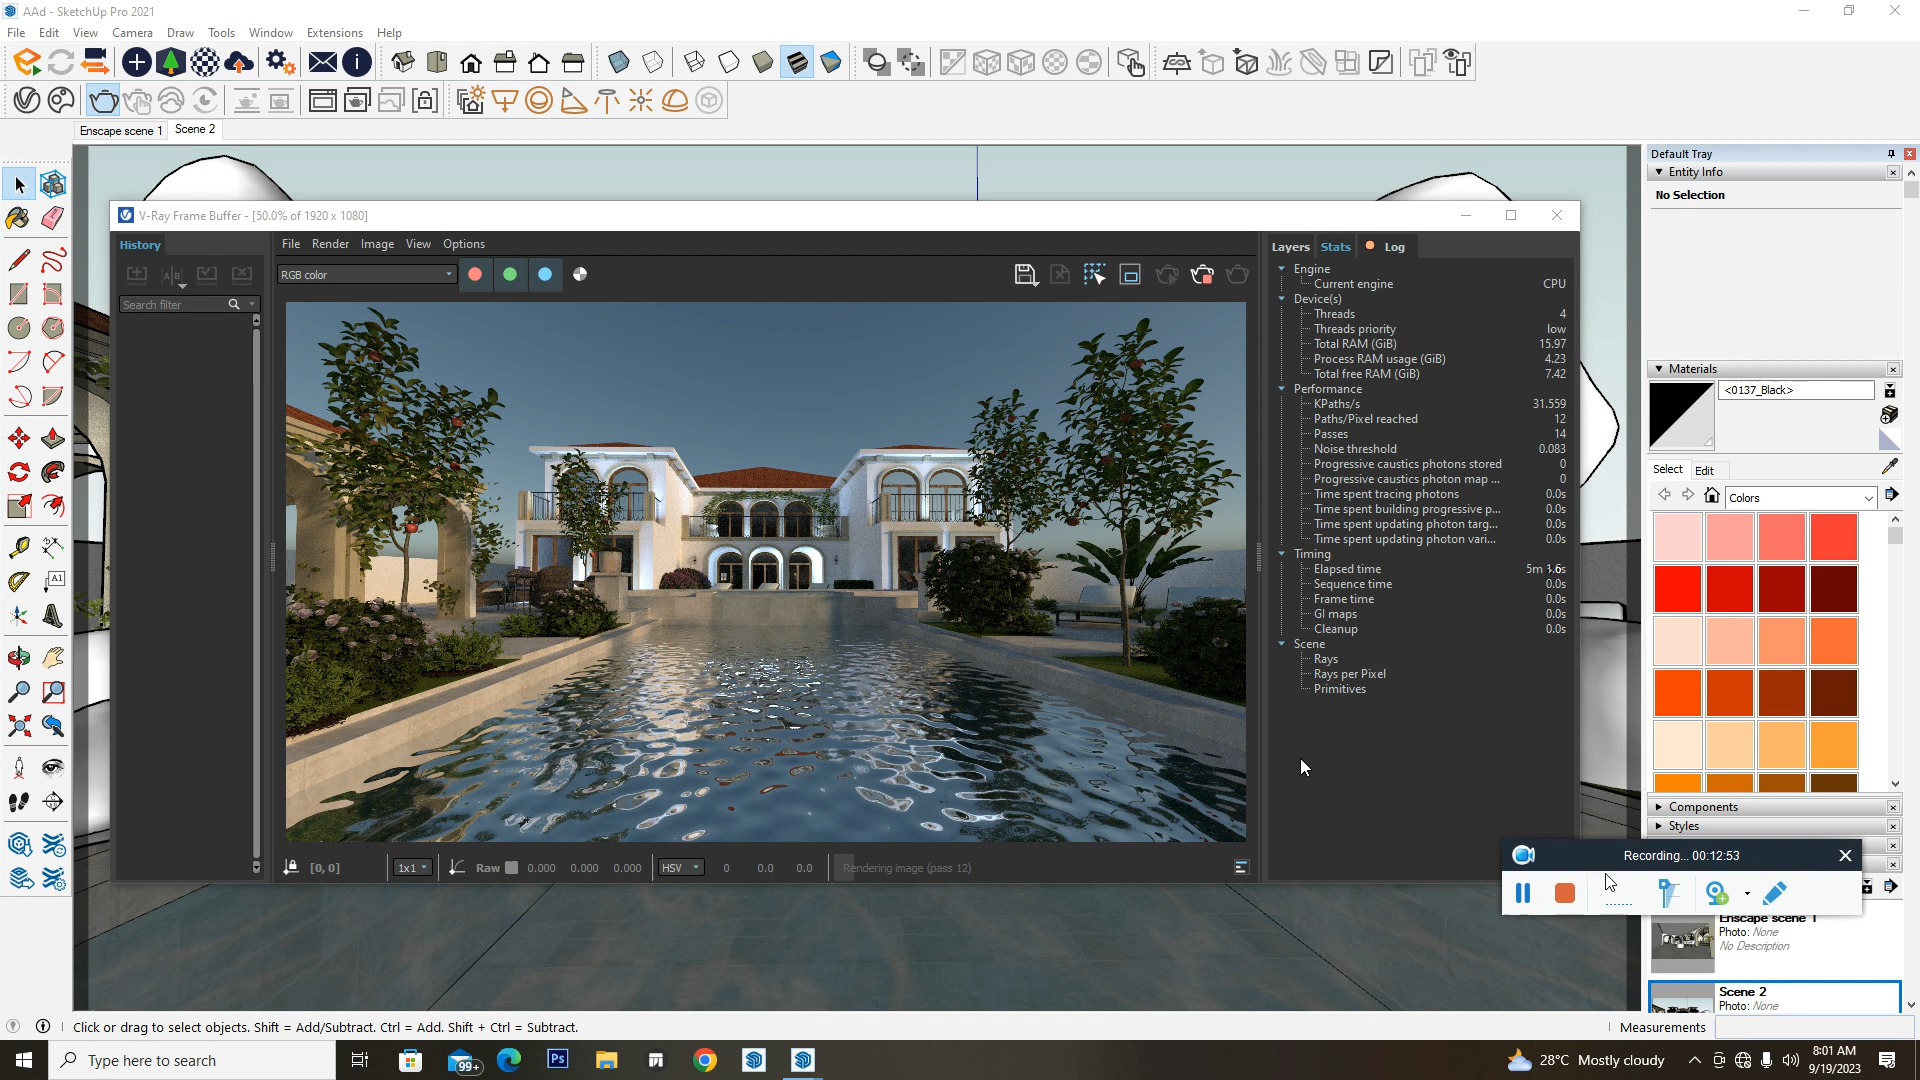 AAd - SketchUp Pro 2021
File Edit View Camera Draw Tools Window Extensions Help
Enscape scene 1 Scene 2
V-Ray Frame Buffer - [50.0% of 1920 x 1080]
History
Search filter
File Render Image View Options
RGB color
Layers Stats Log
Engine
Current engine CPU
Device(s)
Threads 4
Threads priority low
Total RAM (GiB) 15.97
Process RAM usage (GiB) 4.23
Total free RAM (GiB) 7.42
Performance
KPaths/s 31.559
Paths/Pixel reached 12
Passes 14
Noise threshold 0.083
Progressive caustics photons stored 0
Progressive caustics photon map ... 0
Time spent tracing photons 0.0s
Time spent building progressive p... 0.0s
Time spent updating photon targ... 0.0s
Time spent updating photon vari... 0.0s
Timing
Elapsed time 5m
Sequence time 0.0s
Frame time 0.0s
GI maps 0.0s
Cleanup 0.0s
Scene
Rays
Rays per Pixel
Primitives
[0, 0] 1x1 Raw 0.000 0.000 0.000 HSV 0 0.0 0.0 Rendering image (pass 12)
Default Tray
Entity Info
No Selection
Materials
<0137_Black>
Select Edit
Colors
Components
Styles
Recording... 00:12:53
Enscape scene 1
Photo: None
No Description
Scene 2
Photo: None
Click or drag to select objects. Shift = Add/Subtract. Ctrl = Add. Shift + Ctrl = Subtract.
Measurements
Type here to search
99+
Ps
28°C Mostly cloudy
8:01 AM
9/19/2023